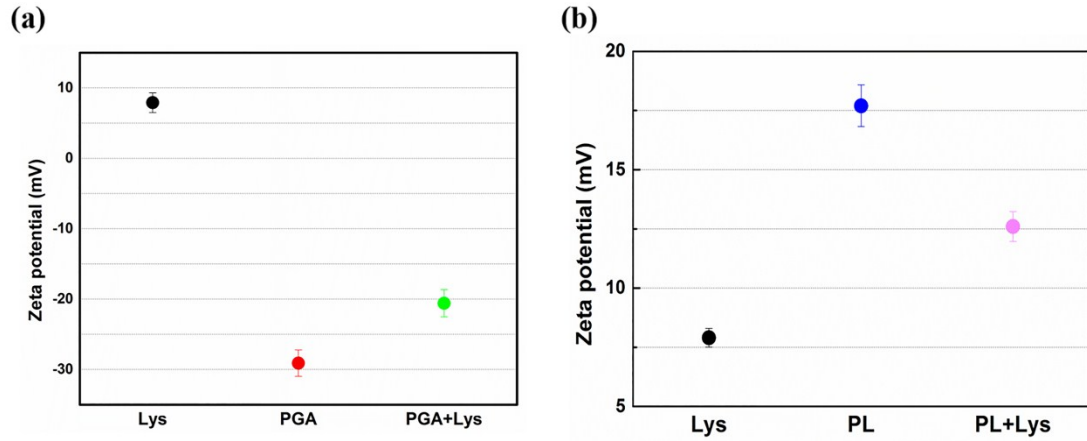 (a)
Zeta potential (mV)
10
0
-10
-20
-30
Lys PGA PGA+Lys
(b)
Zeta potential (mV)
20
15
10
5
Lys PL PL+Lys